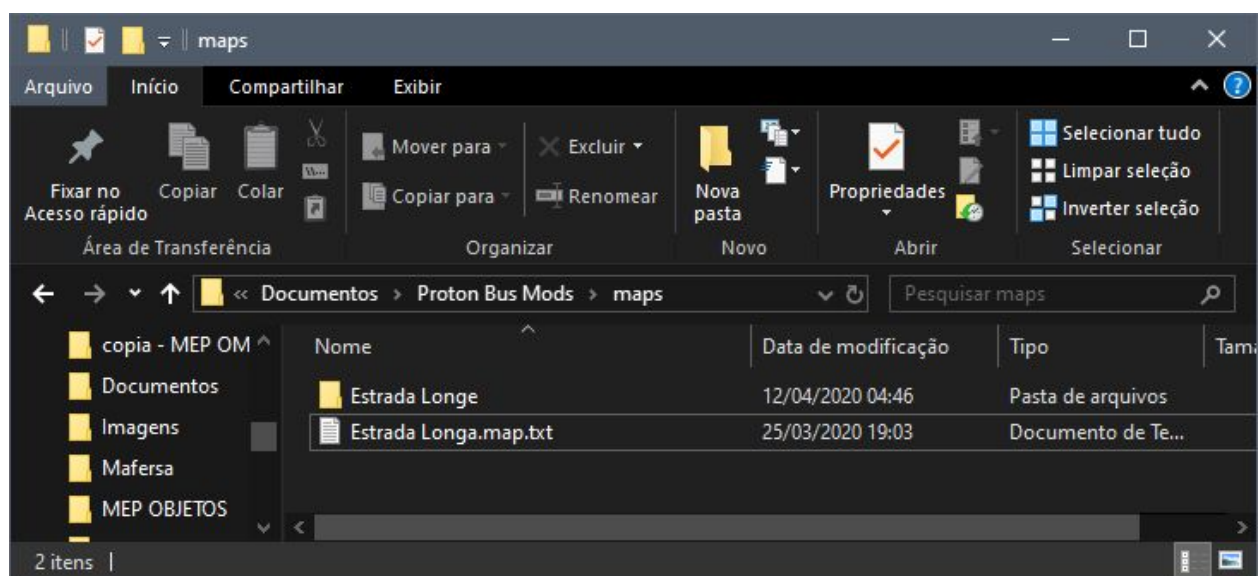 maps
Arquivo Início Compartilhar Exibir
Fixar no Acesso rápido
Copiar
Colar
Mover para
Copiar para
Excluir
Renomear
Nova pasta
Propriedades
Selecionar tudo
Limpar seleção
Inverter seleção
Área de Transferência Organizar Novo Abrir Selecionar
« Documentos › Proton Bus Mods › maps
Pesquisar maps
copia - MEP OM
Documentos
Imagens
Mafersa
MEP OBJETOS
Nome Data de modificação Tipo Tama
Estrada Longe 12/04/2020 04:46 Pasta de arquivos
Estrada Longa.map.txt 25/03/2020 19:03 Documento de Te...
2 itens